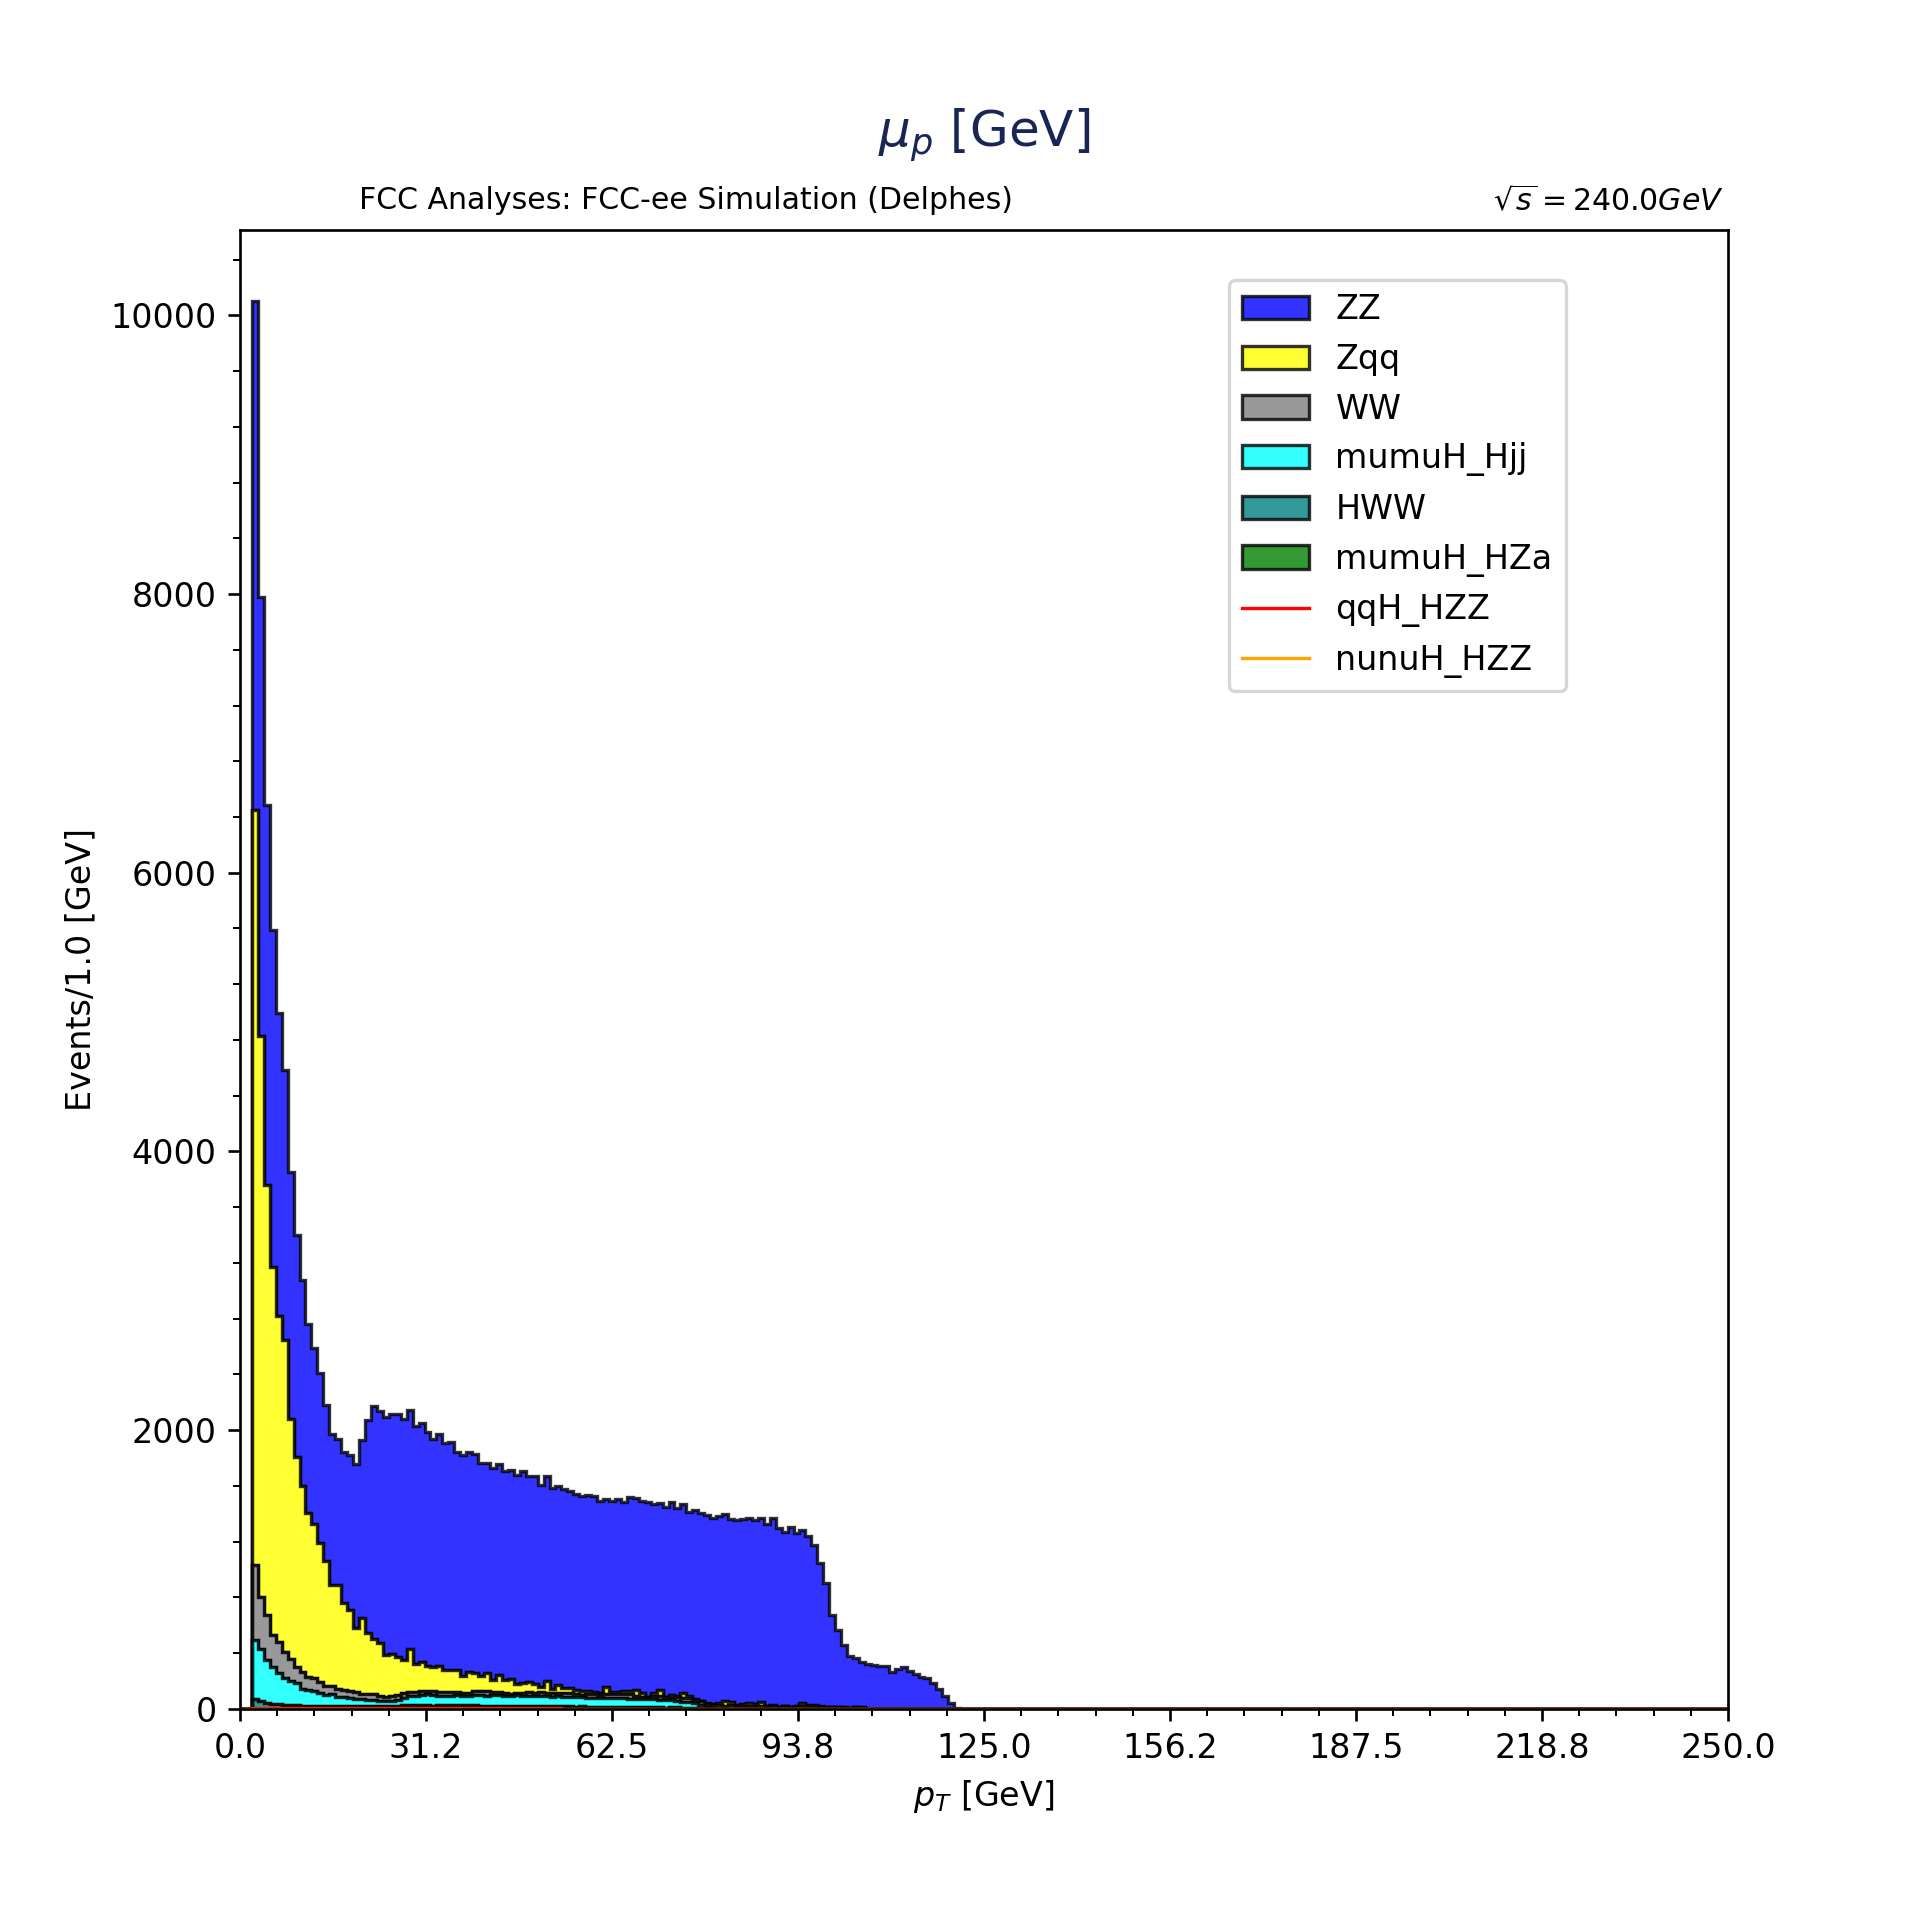 μp [GeV]
FCC Analyses: FCC-ee Simulation (Delphes)
√s = 240.0GeV
ZZ
Zqq
WW
mumuH_Hjj
HWW
mumuH_HZa
qqH_HZZ
nunuH_HZZ
Events/1.0 [GeV]
10000
8000
6000
4000
2000
0
0.0 31.2 62.5 93.8 125.0 156.2 187.5 218.8 250.0
pT [GeV]